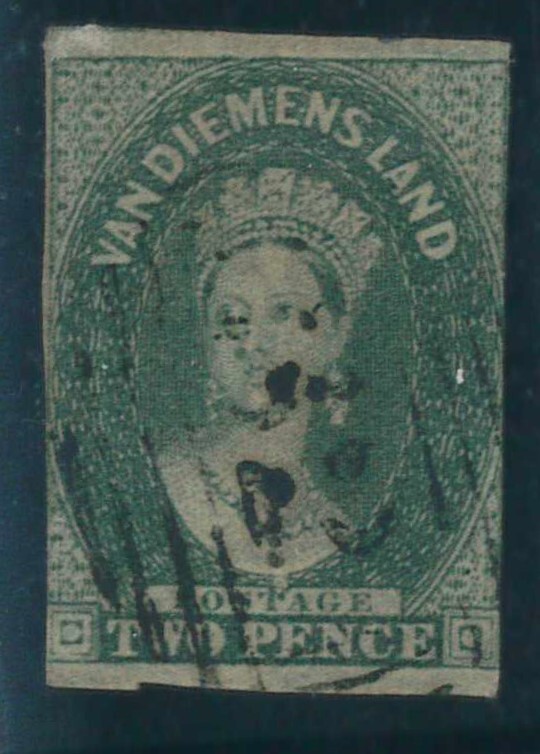 VAN DIEMENS LAND
POSTAGE
TWO PENCE